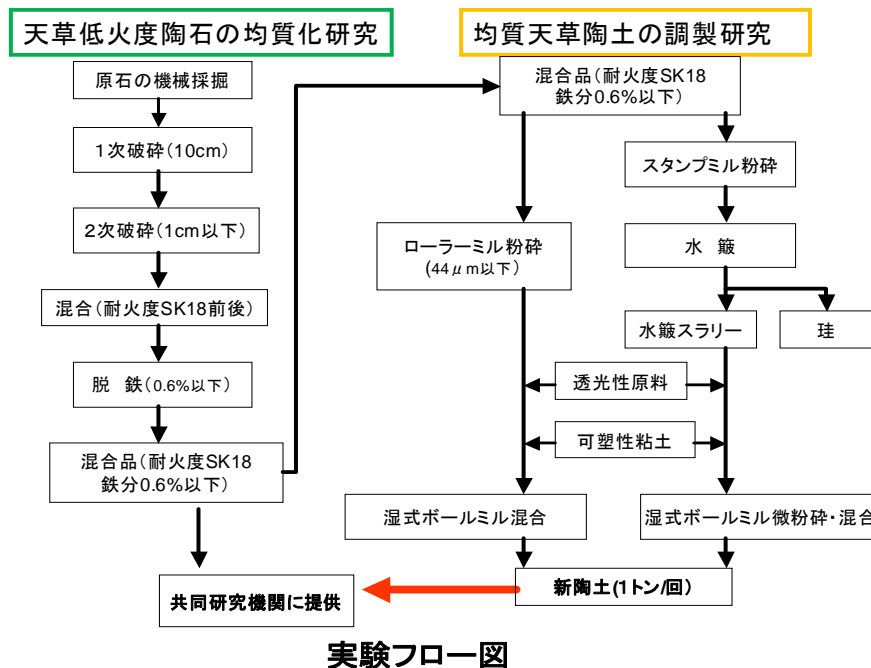 天草低火度陶石の均質化研究
原石の機械採掘
1次破砕(10cm)
2次破砕(1cm以下)
混合(耐火度SK18前後)
脱 鉄(0.6%以下)
混合品(耐火度SK18
鉄分0.6%以下)
共同研究機関に提供
均質天草陶土の調製研究
混合品(耐火度SK18
鉄分0.6%以下)
スタンプミル粉砕
ローラーミル粉砕
(44μm以下)
水 簸
水簸スラリー
珪
透光性原料
可塑性粘土
湿式ボールミル混合
湿式ボールミル微粉砕・混合
新陶土(1トン/回)
実験フロー図